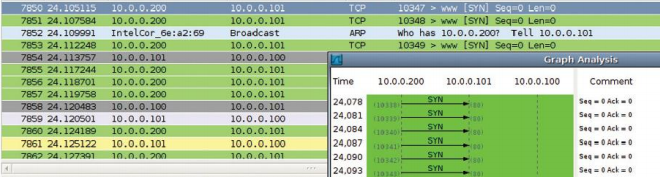 7850 24.105115 10.0.0.200 10.0.0.101 TCP 10347 > www [SYN] Seq=0 Len=0
7851 24.107584 10.0.0.200 10.0.0.101 TCP 10348 > www [SYN] Seq=0 Len=0
7852 24.109991 IntelCor_6e:a2:69 Broadcast ARP Who has 10.0.0.200? Tell 10.0.0.101
7853 24.112248 10.0.0.200 10.0.0.101 TCP 10349 > www [SYN] Seq=0 Len=0
7854 24.113757 10.0.0.101 10.0.0.100
7855 24.117244 10.0.0.200 10.0.0.101
7856 24.118701 10.0.0.200 10.0.0.101
7857 24.119758 10.0.0.200 10.0.0.101
7858 24.120483 10.0.0.101 10.0.0.100
7859 24.120501 10.0.0.101 10.0.0.100
7860 24.124189 10.0.0.200 10.0.0.101
7861 24.125122 10.0.0.101 10.0.0.100
7862 24.127391 10.0.0.200 10.0.0.101
Graph Analysis
Time 10.0.0.200 10.0.0.101 10.0.0.100 Comment
24.078 (10338) SYN (80) Seq = 0 Ack = 0
24.081 (10339) SYN (80) Seq = 0 Ack = 0
24.084 (10340) SYN (80) Seq = 0 Ack = 0
24.087 (10341) SYN (80) Seq = 0 Ack = 0
24.090 (10342) SYN (80) Seq = 0 Ack = 0
24.093 (10343) SYN (80) Seq = 0 Ack = 0